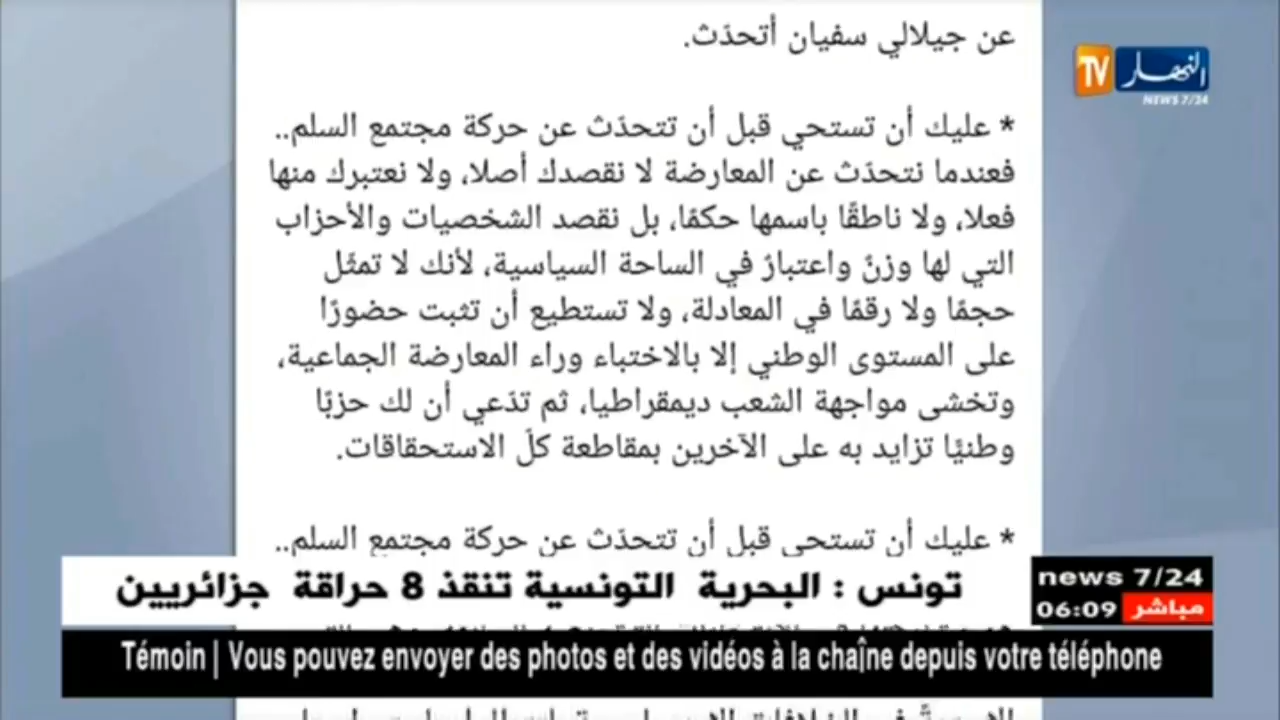 عن جيلالي سفيان أتحدّث.
النهار TV
NEWS 7/24
* عليك أن تستحي قبل أن تتحدّث عن حركة مجتمع السلم..
فعندما نتحدّث عن المعارضة لا نقصدك أصلا، ولا نعتبرك منها
فعلا، ولا ناطقًا باسمها حكمًا، بل نقصد الشخصيات والأحزاب
التي لها وزنٌ واعتبارٌ في الساحة السياسية، لأنك لا تمثّل
حجمًا ولا رقمًا في المعادلة، ولا تستطيع أن تثبت حضورًا
على المستوى الوطني إلا بالاختباء وراء المعارضة الجماعية،
وتخشى مواجهة الشعب ديمقراطيا، ثم تدّعي أن لك حزبًا
وطنيًا تزايد به على الآخرين بمقاطعة كلّ الاستحقاقات.
* عليك أن تستحي قبل أن تتحدّث عن حركة مجتمع السلم..
تونس : البحرية التونسية تنقذ 8 حراقة جزائريين
news 7/24
06:09 مباشر
Témoin | Vous pouvez envoyer des photos et des vidéos à la chaîne depuis votre téléphone